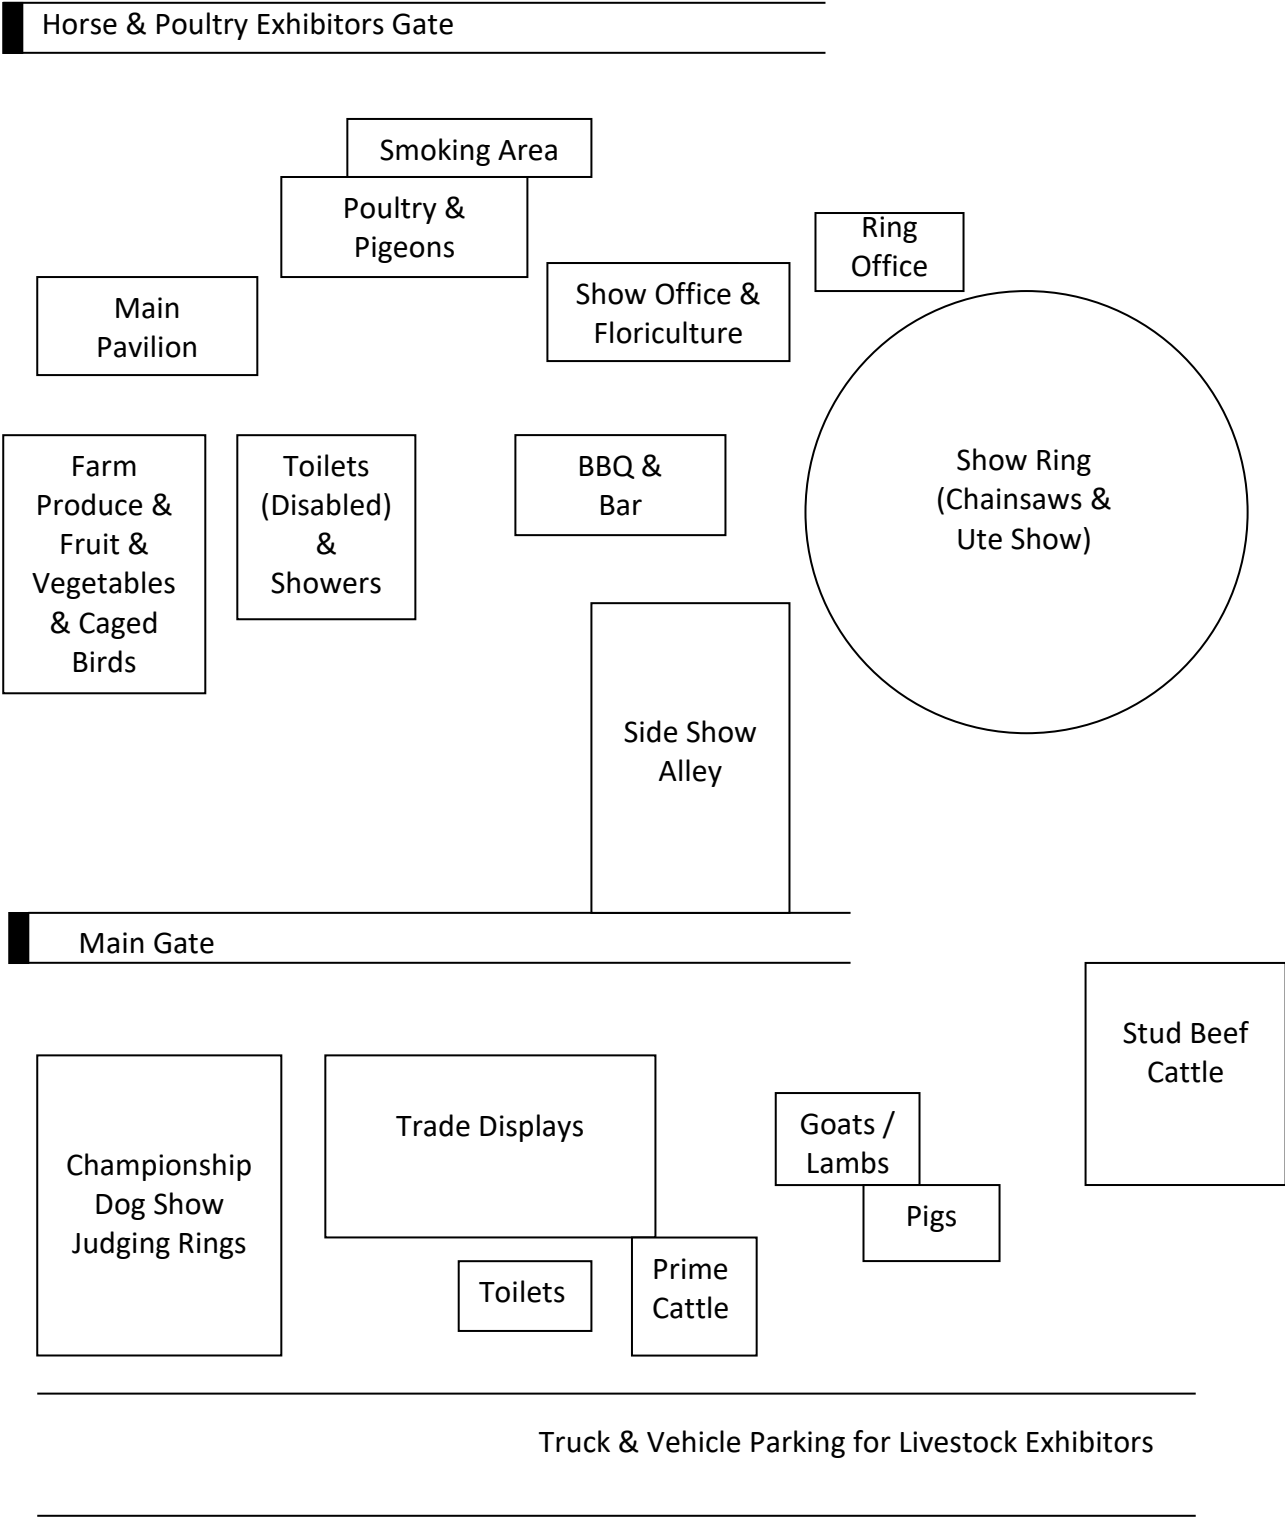 Horse & Poultry Exhibitors Gate
Smoking Area
Poultry &
Pigeons
Ring
Office
Show Office &
Floriculture
Main
Pavilion
Farm
Produce &
Fruit &
Vegetables
& Caged
Birds
Toilets
(Disabled)
&
Showers
BBQ &
Bar
Show Ring
(Chainsaws &
Ute Show)
Side Show
Alley
Main Gate
Stud Beef
Cattle
Championship
Dog Show
Judging Rings
Trade Displays
Goats /
Lambs
Pigs
Toilets
Prime
Cattle
Truck & Vehicle Parking for Livestock Exhibitors